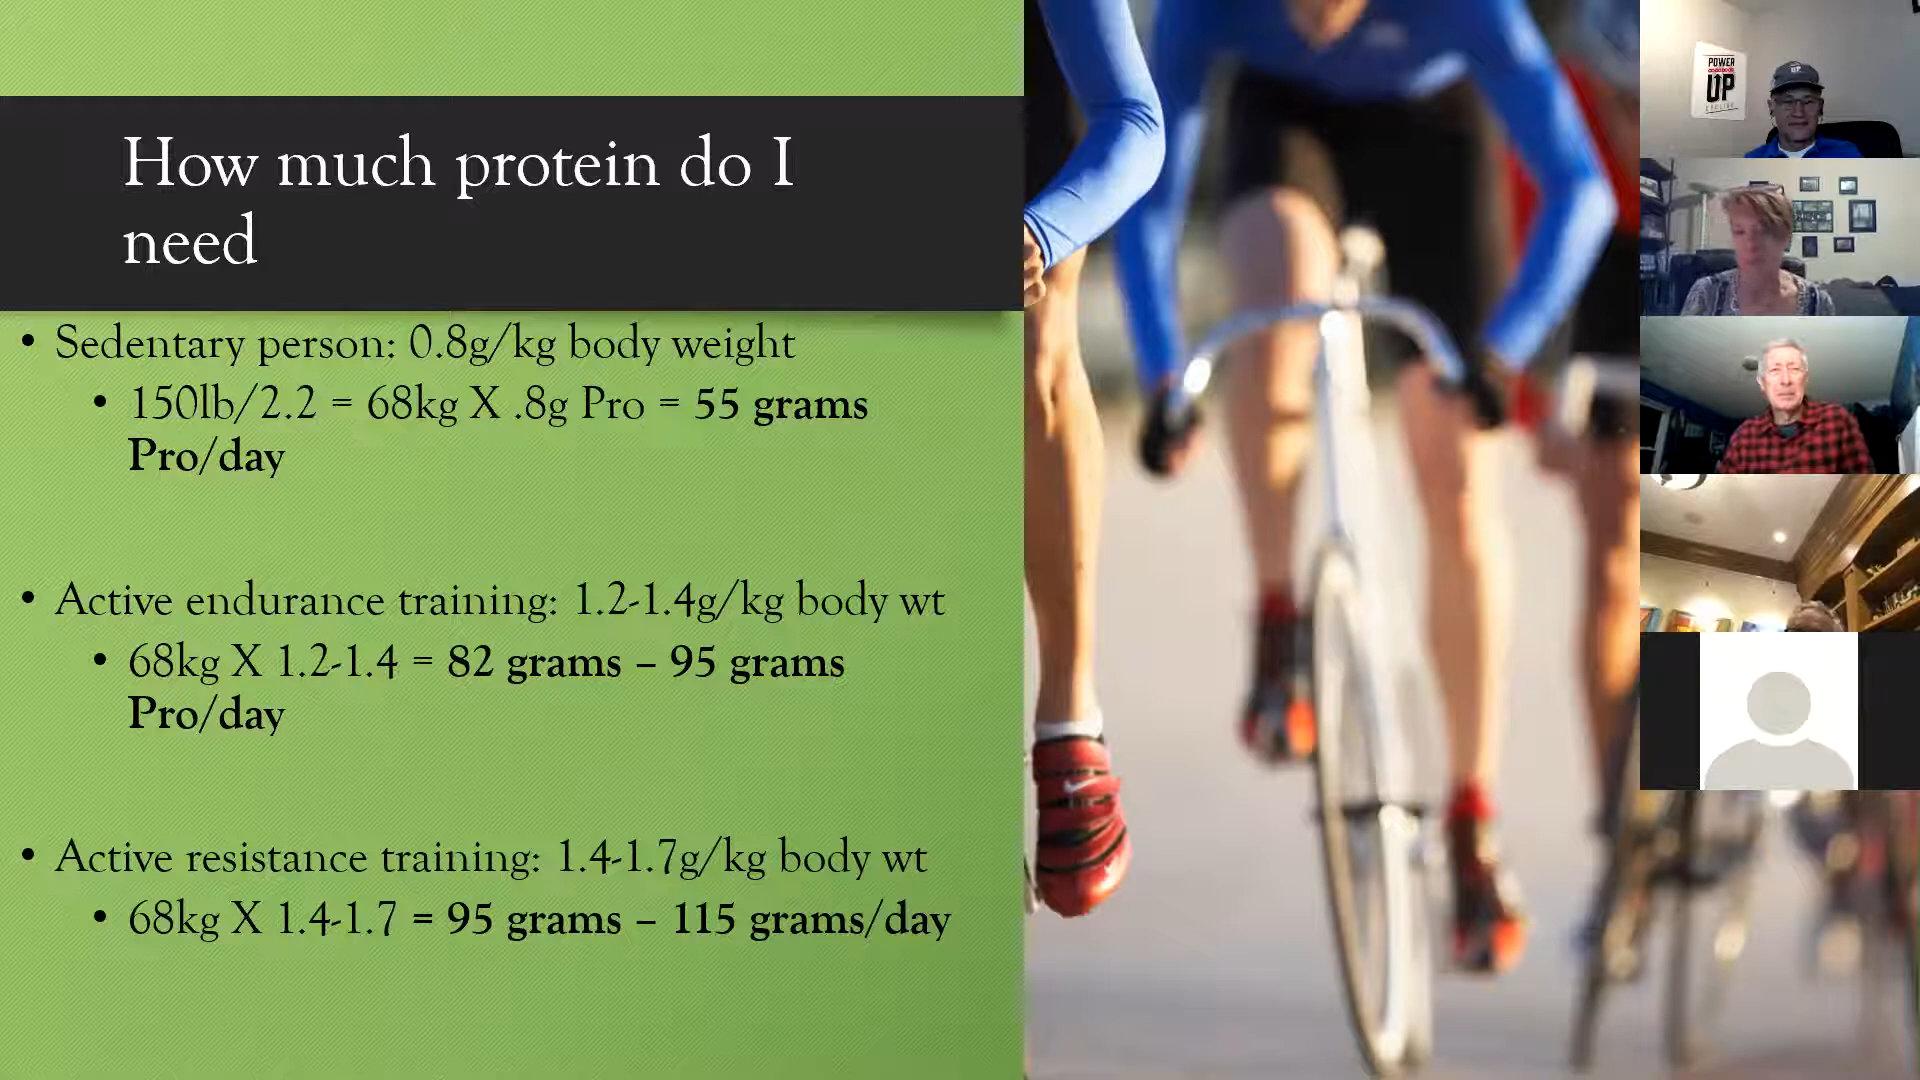 How much protein do I
need
• Sedentary person: 0.8g/kg body weight
• 150lb/2.2 = 68kg X .8g Pro = 55 grams
Pro/day
• Active endurance training: 1.2-1.4g/kg body wt
• 68kg X 1.2-1.4 = 82 grams – 95 grams
Pro/day
• Active resistance training: 1.4-1.7g/kg body wt
• 68kg X 1.4-1.7 = 95 grams – 115 grams/day
POWER
UP
UP